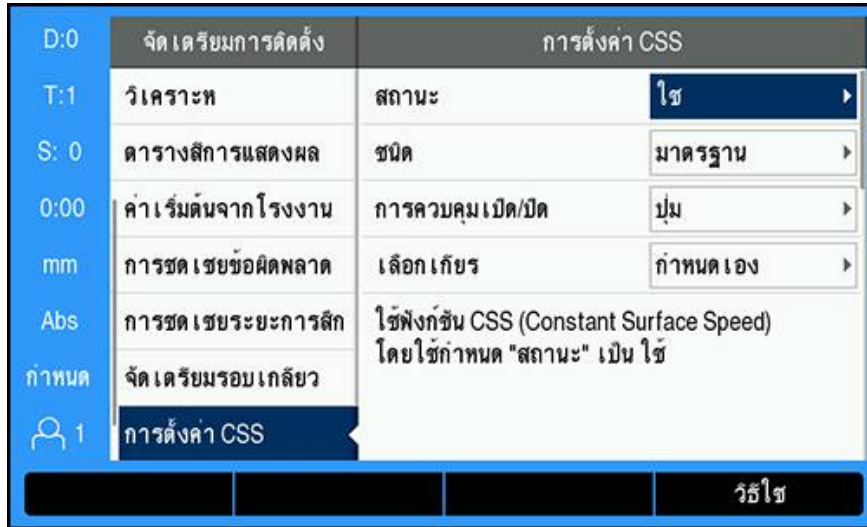 D:0
จัดเตรียมการติดตั้ง
การตั้งค่า CSS
T:1
วิเคราะห
สถานะ
ใช
S: 0
ตารางสีการแสดงผล
ชนิด
มาตรฐาน
0:00
ค่าเริ่มต้นจากโรงงาน
การควบคุมเปิด/ปิด
ปุ่ม
mm
การชดเชยข้อผิดพลาด
เลือกเกียร
กำหนดเอง
Abs
การชดเชยระยะการสึก
ใช้ฟังก์ชัน CSS (Constant Surface Speed)
โดยใช้กำหนด "สถานะ" เป็น ใช้
กำหนด
จัดเตรียมรอบเกลียว
1
การตั้งค่า CSS
วิธีใช